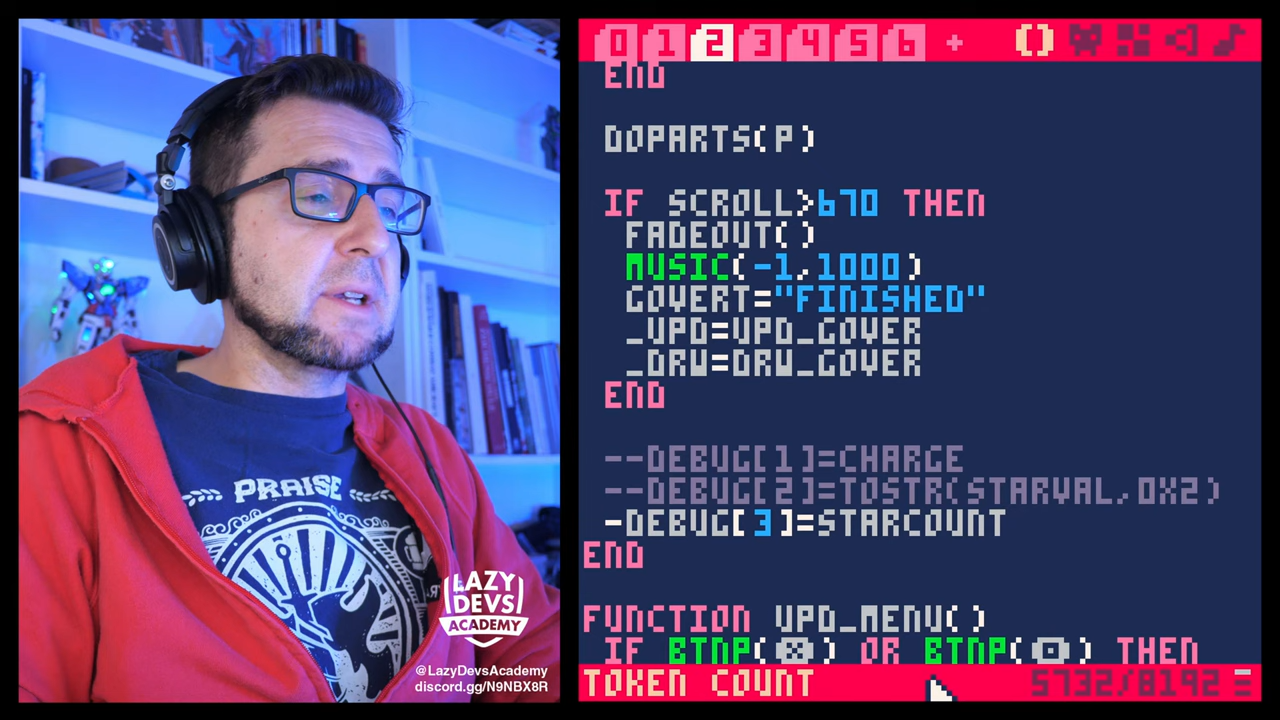 PRAISE
LAZY
DEVS
ACADEMY
@LazyDevsAcademy
discord.gg/N9NBX8R
0 1 2 3 4 5 6 +
END
DOPARTS(P)
IF SCROLL>670 THEN
FADEOUT()
MUSIC(-1,1000)
GOVERT="FINISHED"
_UPD=UPD_GOVER
_DRW=DRW_GOVER
END
--DEBUG[1]=CHARGE
--DEBUG[2]=TOSTR(STARVAL,0X2)
-DEBUG[3]=STARCOUNT
END
FUNCTION UPD_MENU()
IF BTNP(❎) OR BTNP(🅾️) THEN
TOKEN COUNT
5732/8192